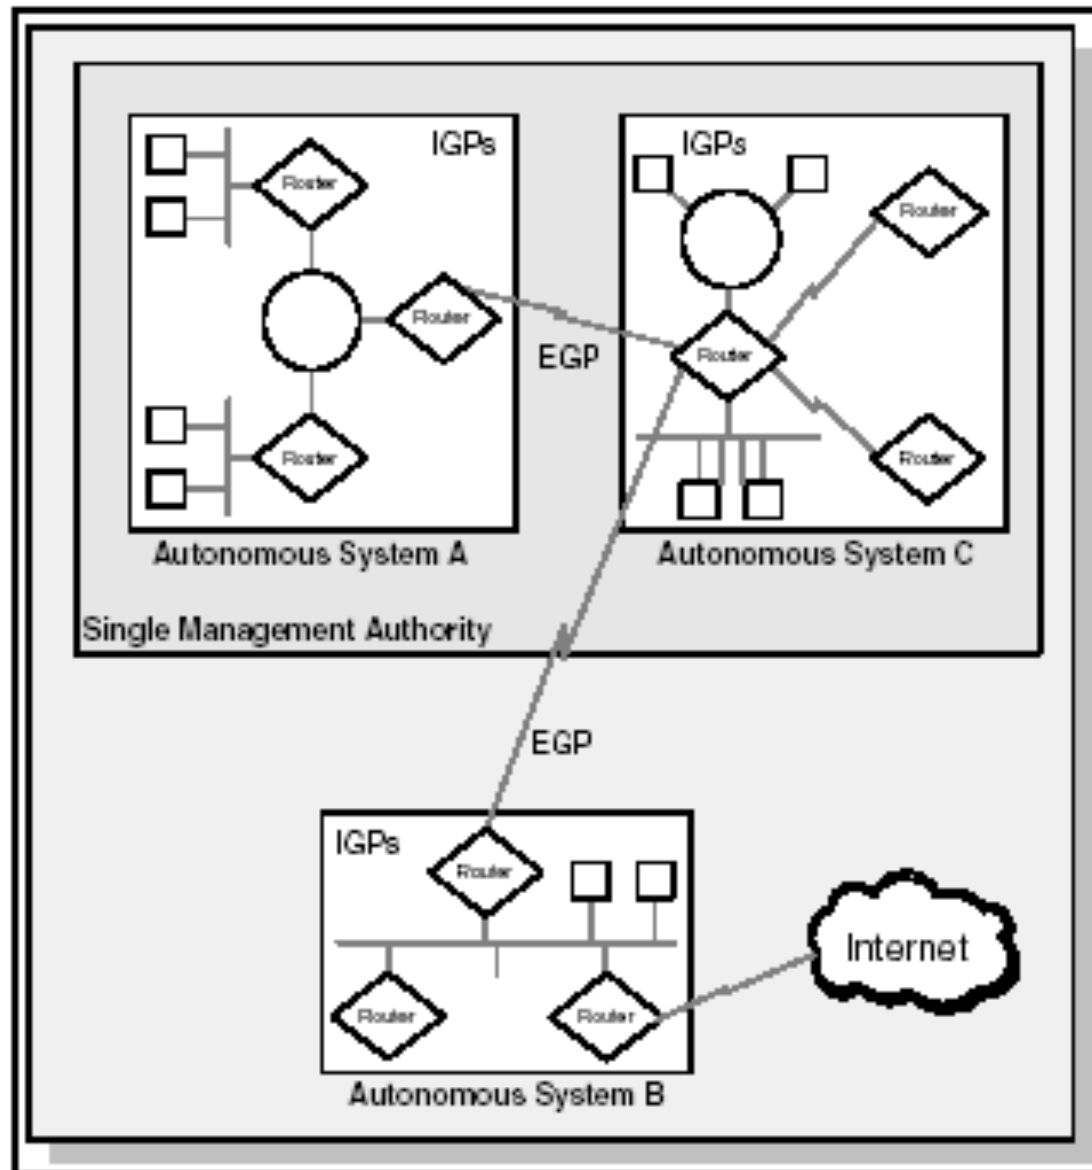 IGPs
Router
Router
Router
Autonomous System A
EGP
IGPs
Router
Router
Router
Autonomous System C
Single Management Authority
EGP
IGPs
Router
Router
Router
Autonomous System B
Internet